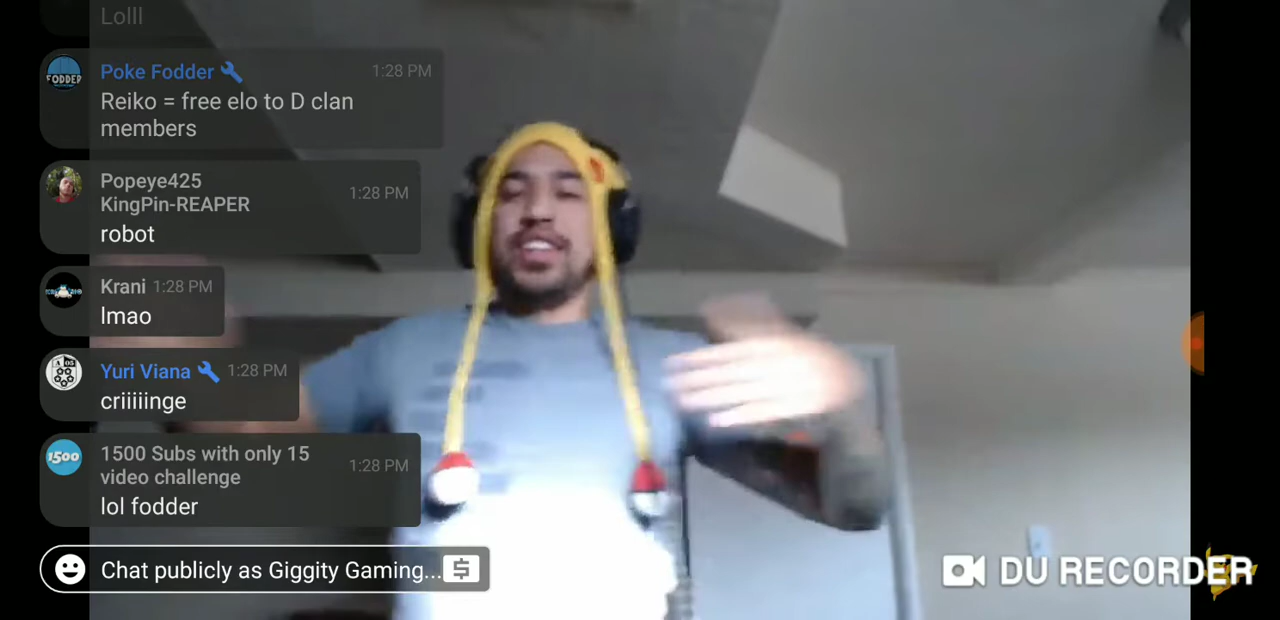 Lolll
FODDER
Poke Fodder 1:28 PM
Reiko = free elo to D clan
members
Popeye425
KingPin-REAPER 1:28 PM
robot
Krani 1:28 PM
lmao
Yuri Viana 1:28 PM
criiiiinge
1500
1500 Subs with only 15
video challenge 1:28 PM
lol fodder
Chat publicly as Giggity Gaming...
DU RECORDER